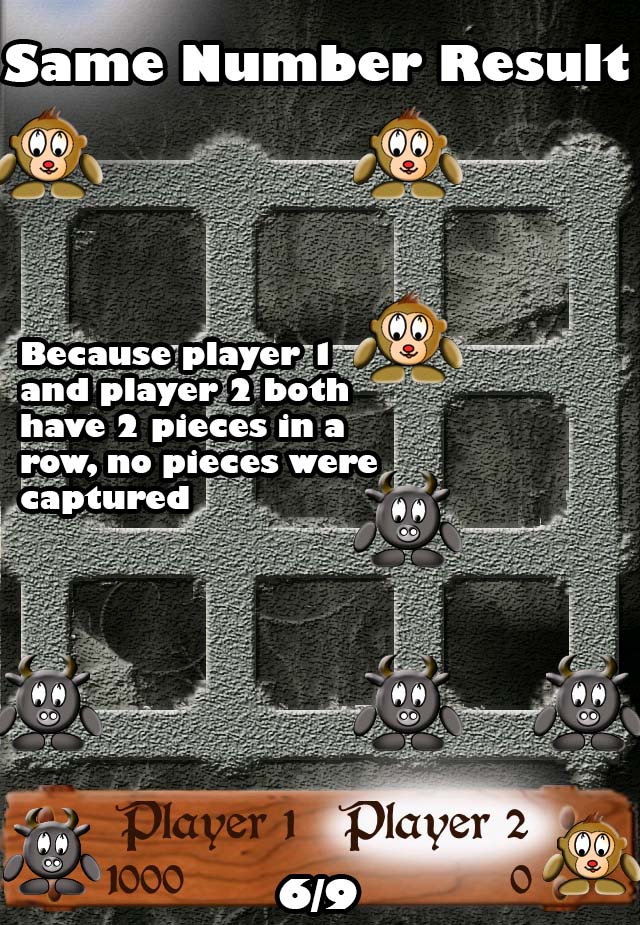 Same Number Result
Because player 1
and player 2 both
have 2 pieces in a
row, no pieces were
captured
Player 1 Player 2
1000 6/9 0